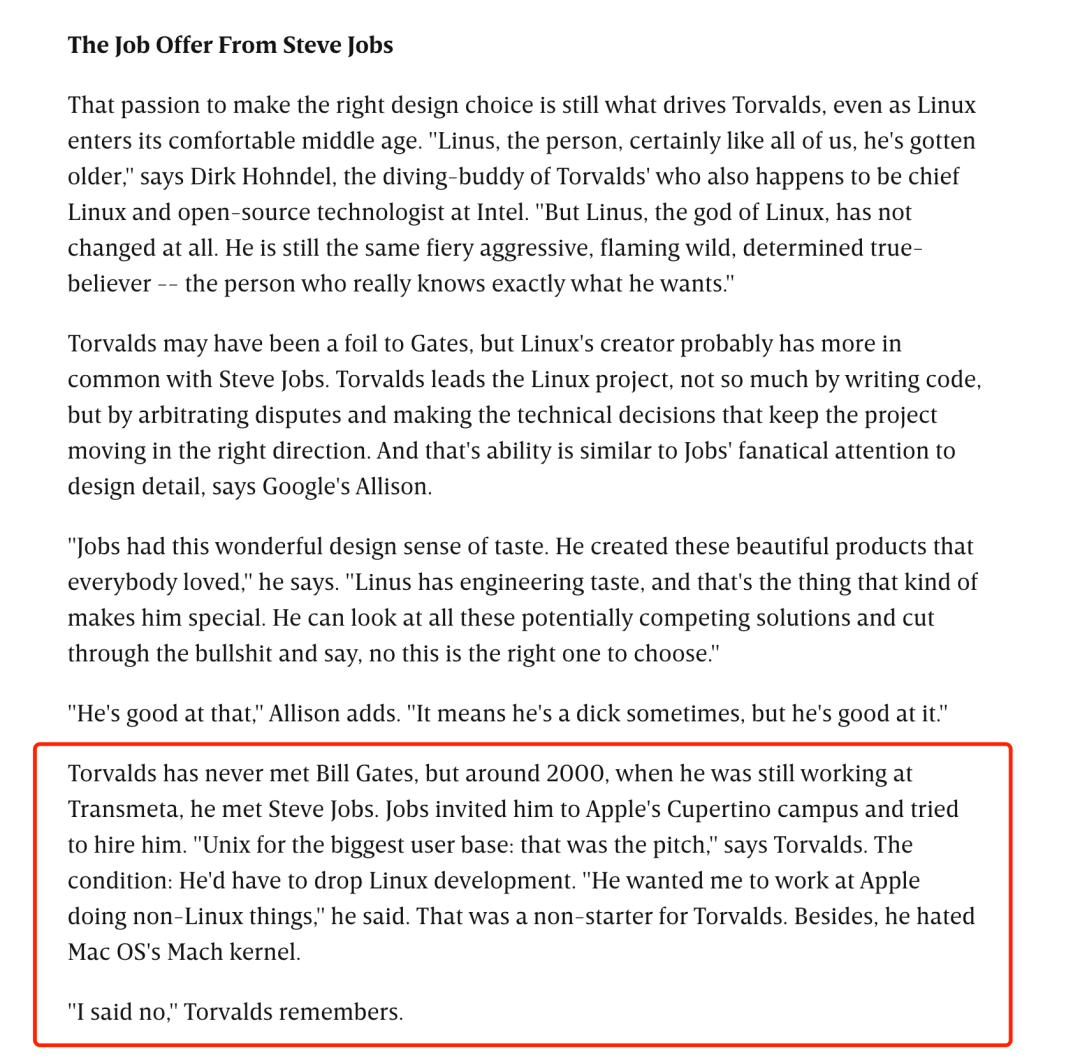 The Job Offer From Steve Jobs
That passion to make the right design choice is still what drives Torvalds, even as Linux
enters its comfortable middle age. "Linus, the person, certainly like all of us, he's gotten
older," says Dirk Hohndel, the diving-buddy of Torvalds' who also happens to be chief
Linux and open-source technologist at Intel. "But Linus, the god of Linux, has not
changed at all. He is still the same fiery aggressive, flaming wild, determined true-
believer -- the person who really knows exactly what he wants."
Torvalds may have been a foil to Gates, but Linux's creator probably has more in
common with Steve Jobs. Torvalds leads the Linux project, not so much by writing code,
but by arbitrating disputes and making the technical decisions that keep the project
moving in the right direction. And that's ability is similar to Jobs' fanatical attention to
design detail, says Google's Allison.
"Jobs had this wonderful design sense of taste. He created these beautiful products that
everybody loved," he says. "Linus has engineering taste, and that's the thing that kind of
makes him special. He can look at all these potentially competing solutions and cut
through the bullshit and say, no this is the right one to choose."
"He's good at that," Allison adds. "It means he's a dick sometimes, but he's good at it."
Torvalds has never met Bill Gates, but around 2000, when he was still working at
Transmeta, he met Steve Jobs. Jobs invited him to Apple's Cupertino campus and tried
to hire him. "Unix for the biggest user base: that was the pitch," says Torvalds. The
condition: He'd have to drop Linux development. "He wanted me to work at Apple
doing non-Linux things," he said. That was a non-starter for Torvalds. Besides, he hated
Mac OS's Mach kernel.
"I said no," Torvalds remembers.